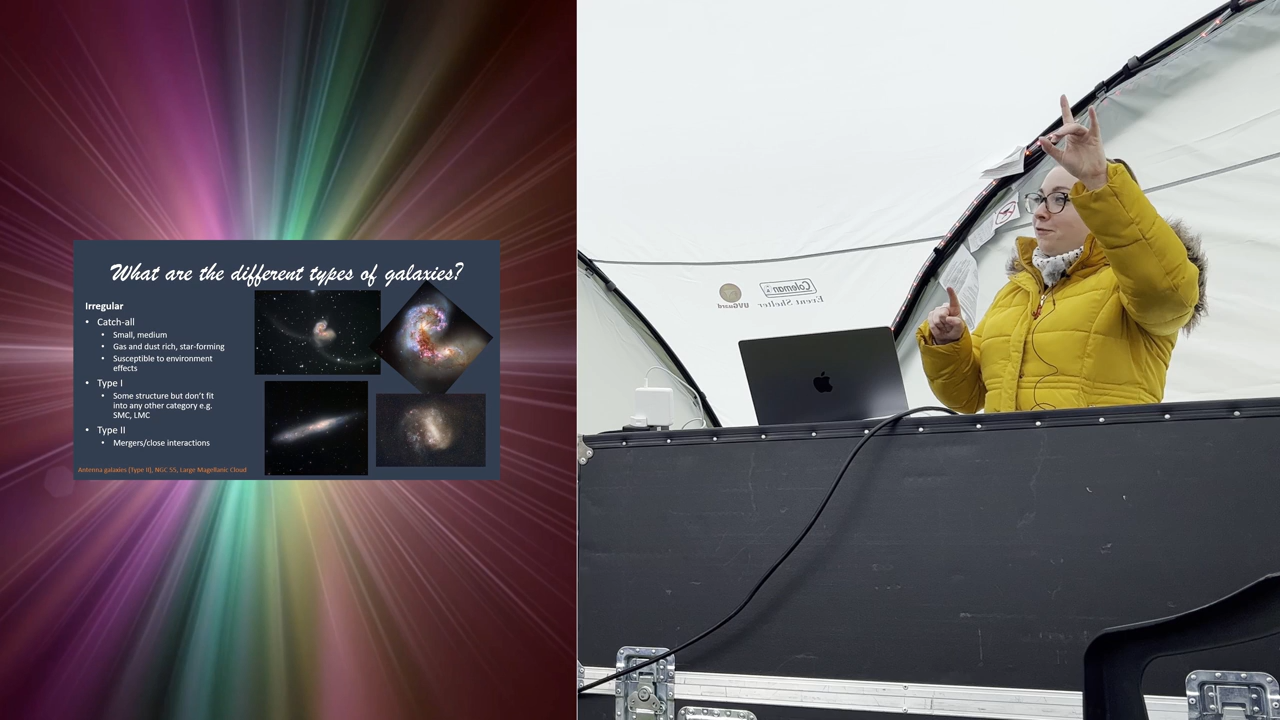 What are the different types of galaxies?
Irregular
• Catch-all
• Small, medium
• Gas and dust rich, star-forming
• Susceptible to environment
effects
• Type I
• Some structure but don't fit
into any other category e.g.
SMC, LMC
• Type II
• Mergers/close interactions
Antenna galaxies (Type II), NGC 55, Large Magellanic Cloud
Coleman
Event Shelter
UVGuard